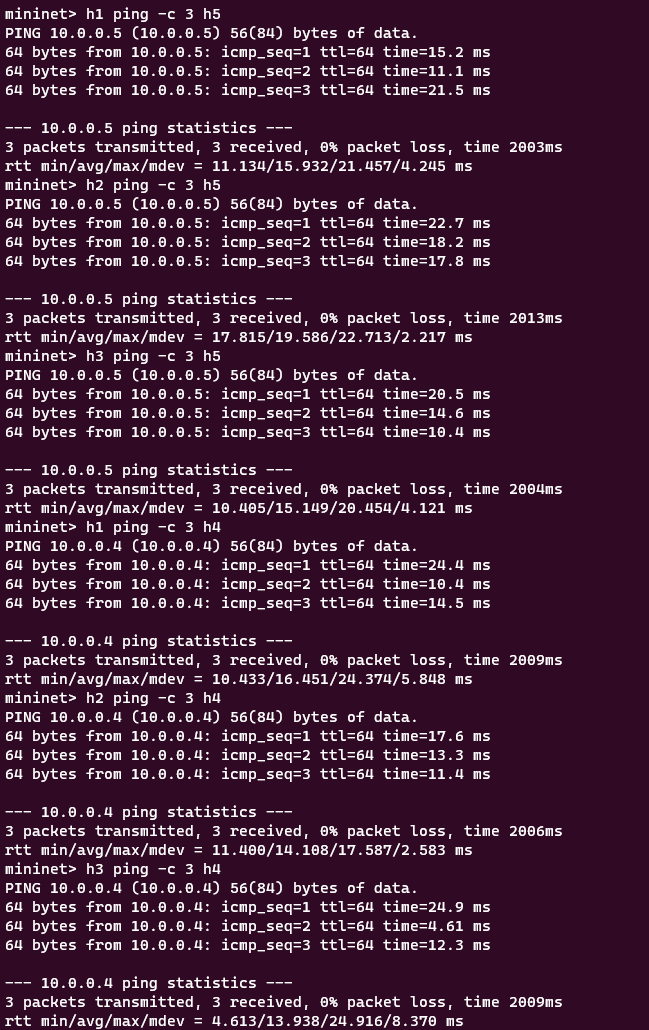 mininet> h1 ping -c 3 h5
PING 10.0.0.5 (10.0.0.5) 56(84) bytes of data.
64 bytes from 10.0.0.5: icmp_seq=1 ttl=64 time=15.2 ms
64 bytes from 10.0.0.5: icmp_seq=2 ttl=64 time=11.1 ms
64 bytes from 10.0.0.5: icmp_seq=3 ttl=64 time=21.5 ms

--- 10.0.0.5 ping statistics ---
3 packets transmitted, 3 received, 0% packet loss, time 2003ms
rtt min/avg/max/mdev = 11.134/15.932/21.457/4.245 ms
mininet> h2 ping -c 3 h5
PING 10.0.0.5 (10.0.0.5) 56(84) bytes of data.
64 bytes from 10.0.0.5: icmp_seq=1 ttl=64 time=22.7 ms
64 bytes from 10.0.0.5: icmp_seq=2 ttl=64 time=18.2 ms
64 bytes from 10.0.0.5: icmp_seq=3 ttl=64 time=17.8 ms

--- 10.0.0.5 ping statistics ---
3 packets transmitted, 3 received, 0% packet loss, time 2013ms
rtt min/avg/max/mdev = 17.815/19.586/22.713/2.217 ms
mininet> h3 ping -c 3 h5
PING 10.0.0.5 (10.0.0.5) 56(84) bytes of data.
64 bytes from 10.0.0.5: icmp_seq=1 ttl=64 time=20.5 ms
64 bytes from 10.0.0.5: icmp_seq=2 ttl=64 time=14.6 ms
64 bytes from 10.0.0.5: icmp_seq=3 ttl=64 time=10.4 ms

--- 10.0.0.5 ping statistics ---
3 packets transmitted, 3 received, 0% packet loss, time 2004ms
rtt min/avg/max/mdev = 10.405/15.149/20.454/4.121 ms
mininet> h1 ping -c 3 h4
PING 10.0.0.4 (10.0.0.4) 56(84) bytes of data.
64 bytes from 10.0.0.4: icmp_seq=1 ttl=64 time=24.4 ms
64 bytes from 10.0.0.4: icmp_seq=2 ttl=64 time=10.4 ms
64 bytes from 10.0.0.4: icmp_seq=3 ttl=64 time=14.5 ms

--- 10.0.0.4 ping statistics ---
3 packets transmitted, 3 received, 0% packet loss, time 2009ms
rtt min/avg/max/mdev = 10.433/16.451/24.374/5.848 ms
mininet> h2 ping -c 3 h4
PING 10.0.0.4 (10.0.0.4) 56(84) bytes of data.
64 bytes from 10.0.0.4: icmp_seq=1 ttl=64 time=17.6 ms
64 bytes from 10.0.0.4: icmp_seq=2 ttl=64 time=13.3 ms
64 bytes from 10.0.0.4: icmp_seq=3 ttl=64 time=11.4 ms

--- 10.0.0.4 ping statistics ---
3 packets transmitted, 3 received, 0% packet loss, time 2006ms
rtt min/avg/max/mdev = 11.400/14.108/17.587/2.583 ms
mininet> h3 ping -c 3 h4
PING 10.0.0.4 (10.0.0.4) 56(84) bytes of data.
64 bytes from 10.0.0.4: icmp_seq=1 ttl=64 time=24.9 ms
64 bytes from 10.0.0.4: icmp_seq=2 ttl=64 time=4.61 ms
64 bytes from 10.0.0.4: icmp_seq=3 ttl=64 time=12.3 ms

--- 10.0.0.4 ping statistics ---
3 packets transmitted, 3 received, 0% packet loss, time 2009ms
rtt min/avg/max/mdev = 4.613/13.938/24.916/8.370 ms